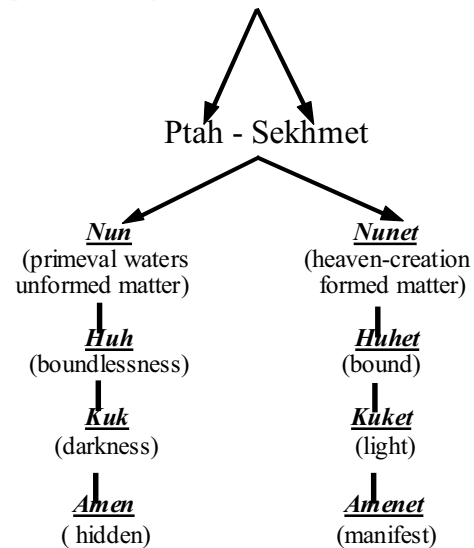 Ptah - Sekhmet
Nun
(primeval waters
unformed matter)
Nunet
(heaven-creation
formed matter)
Huh
(boundlessness)
Huhet
(bound)
Kuk
(darkness)
Kuket
(light)
Amen
( hidden)
Amenet
(manifest)